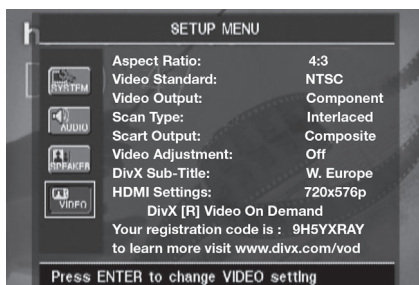 SETUP MENU
SYSTEM
AUDIO
SPEAKER
VIDEO
Aspect Ratio: 4:3
Video Standard: NTSC
Video Output: Component
Scan Type: Interlaced
Scart Output: Composite
Video Adjustment: Off
DivX Sub-Title: W. Europe
HDMI Settings: 720x576p
DivX [R] Video On Demand
Your registration code is : 9H5YXRAY
to learn more visit www.divx.com/vod
Press ENTER to change VIDEO setting